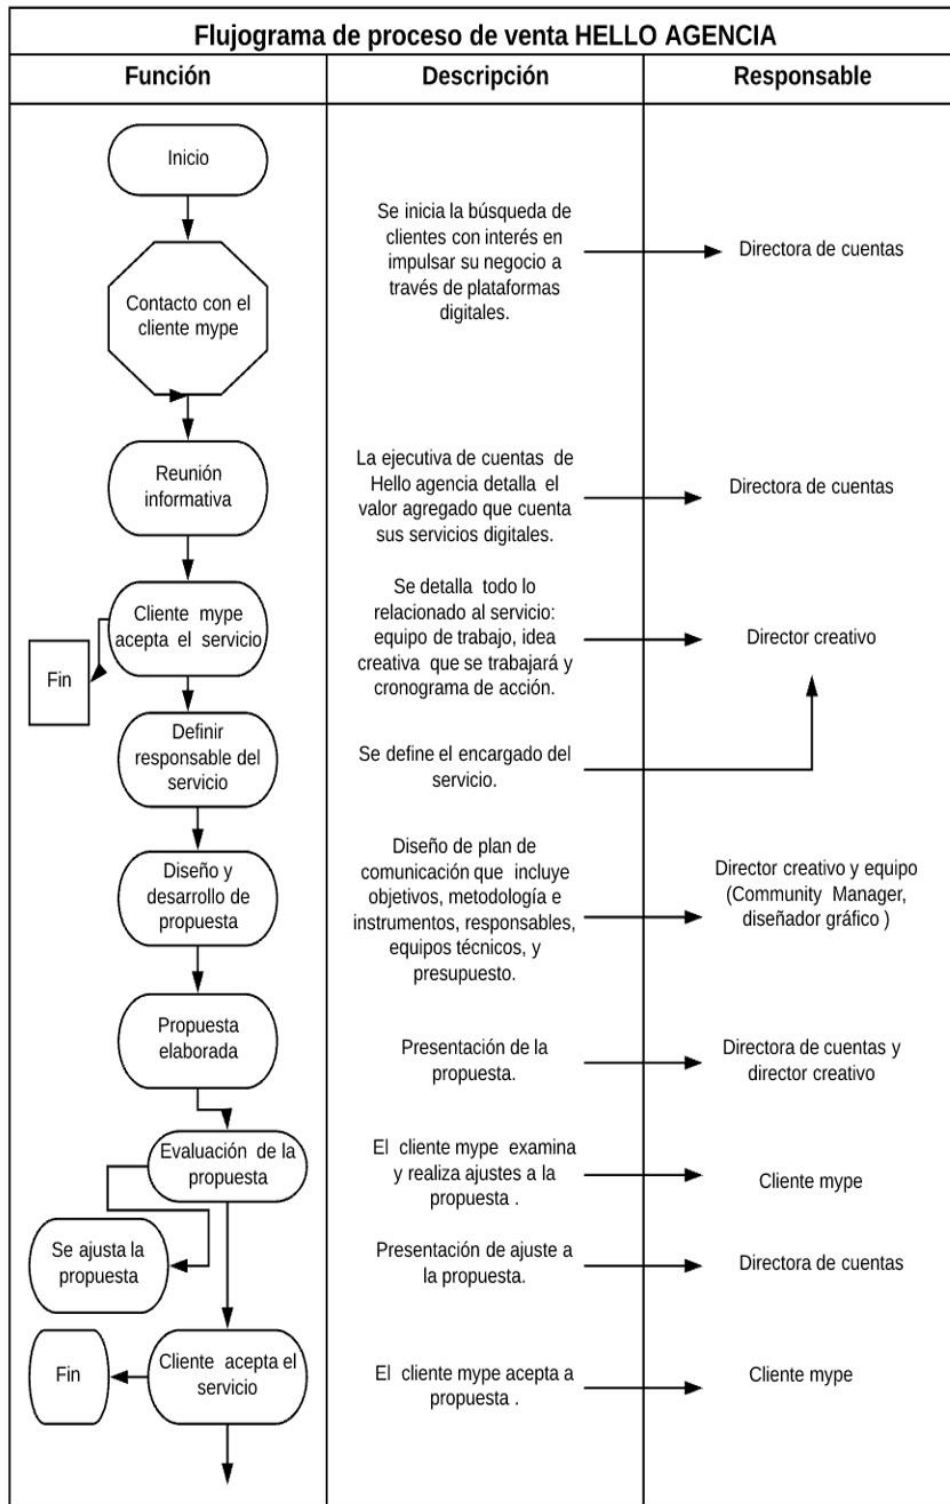 Flujograma de proceso de venta HELLO AGENCIA
Función
Descripción
Responsable
Inicio
Contacto con el
cliente mype
Se inicia la búsqueda de
clientes con interés en
impulsar su negocio a
través de plataformas
digitales.
Directora de cuentas
Reunión
informativa
La ejecutiva de cuentas de
Hello agencia detalla el
valor agregado que cuenta
sus servicios digitales.
Directora de cuentas
Cliente mype
acepta el servicio
Fin
Se detalla todo lo
relacionado al servicio:
equipo de trabajo, idea
creativa que se trabajará y
cronograma de acción.
Director creativo
Definir
responsable del
servicio
Se define el encargado del
servicio.
Diseño y
desarrollo de
propuesta
Diseño de plan de
comunicación que incluye
objetivos, metodología e
instrumentos, responsables,
equipos técnicos, y
presupuesto.
Director creativo y equipo
(Community Manager,
diseñador gráfico )
Propuesta
elaborada
Presentación de la
propuesta.
Directora de cuentas y
director creativo
Evaluación de la
propuesta
El cliente mype examina
y realiza ajustes a la
propuesta .
Cliente mype
Se ajusta la
propuesta
Presentación de ajuste a
la propuesta.
Directora de cuentas
Fin
Cliente acepta el
servicio
El cliente mype acepta a
propuesta .
Cliente mype